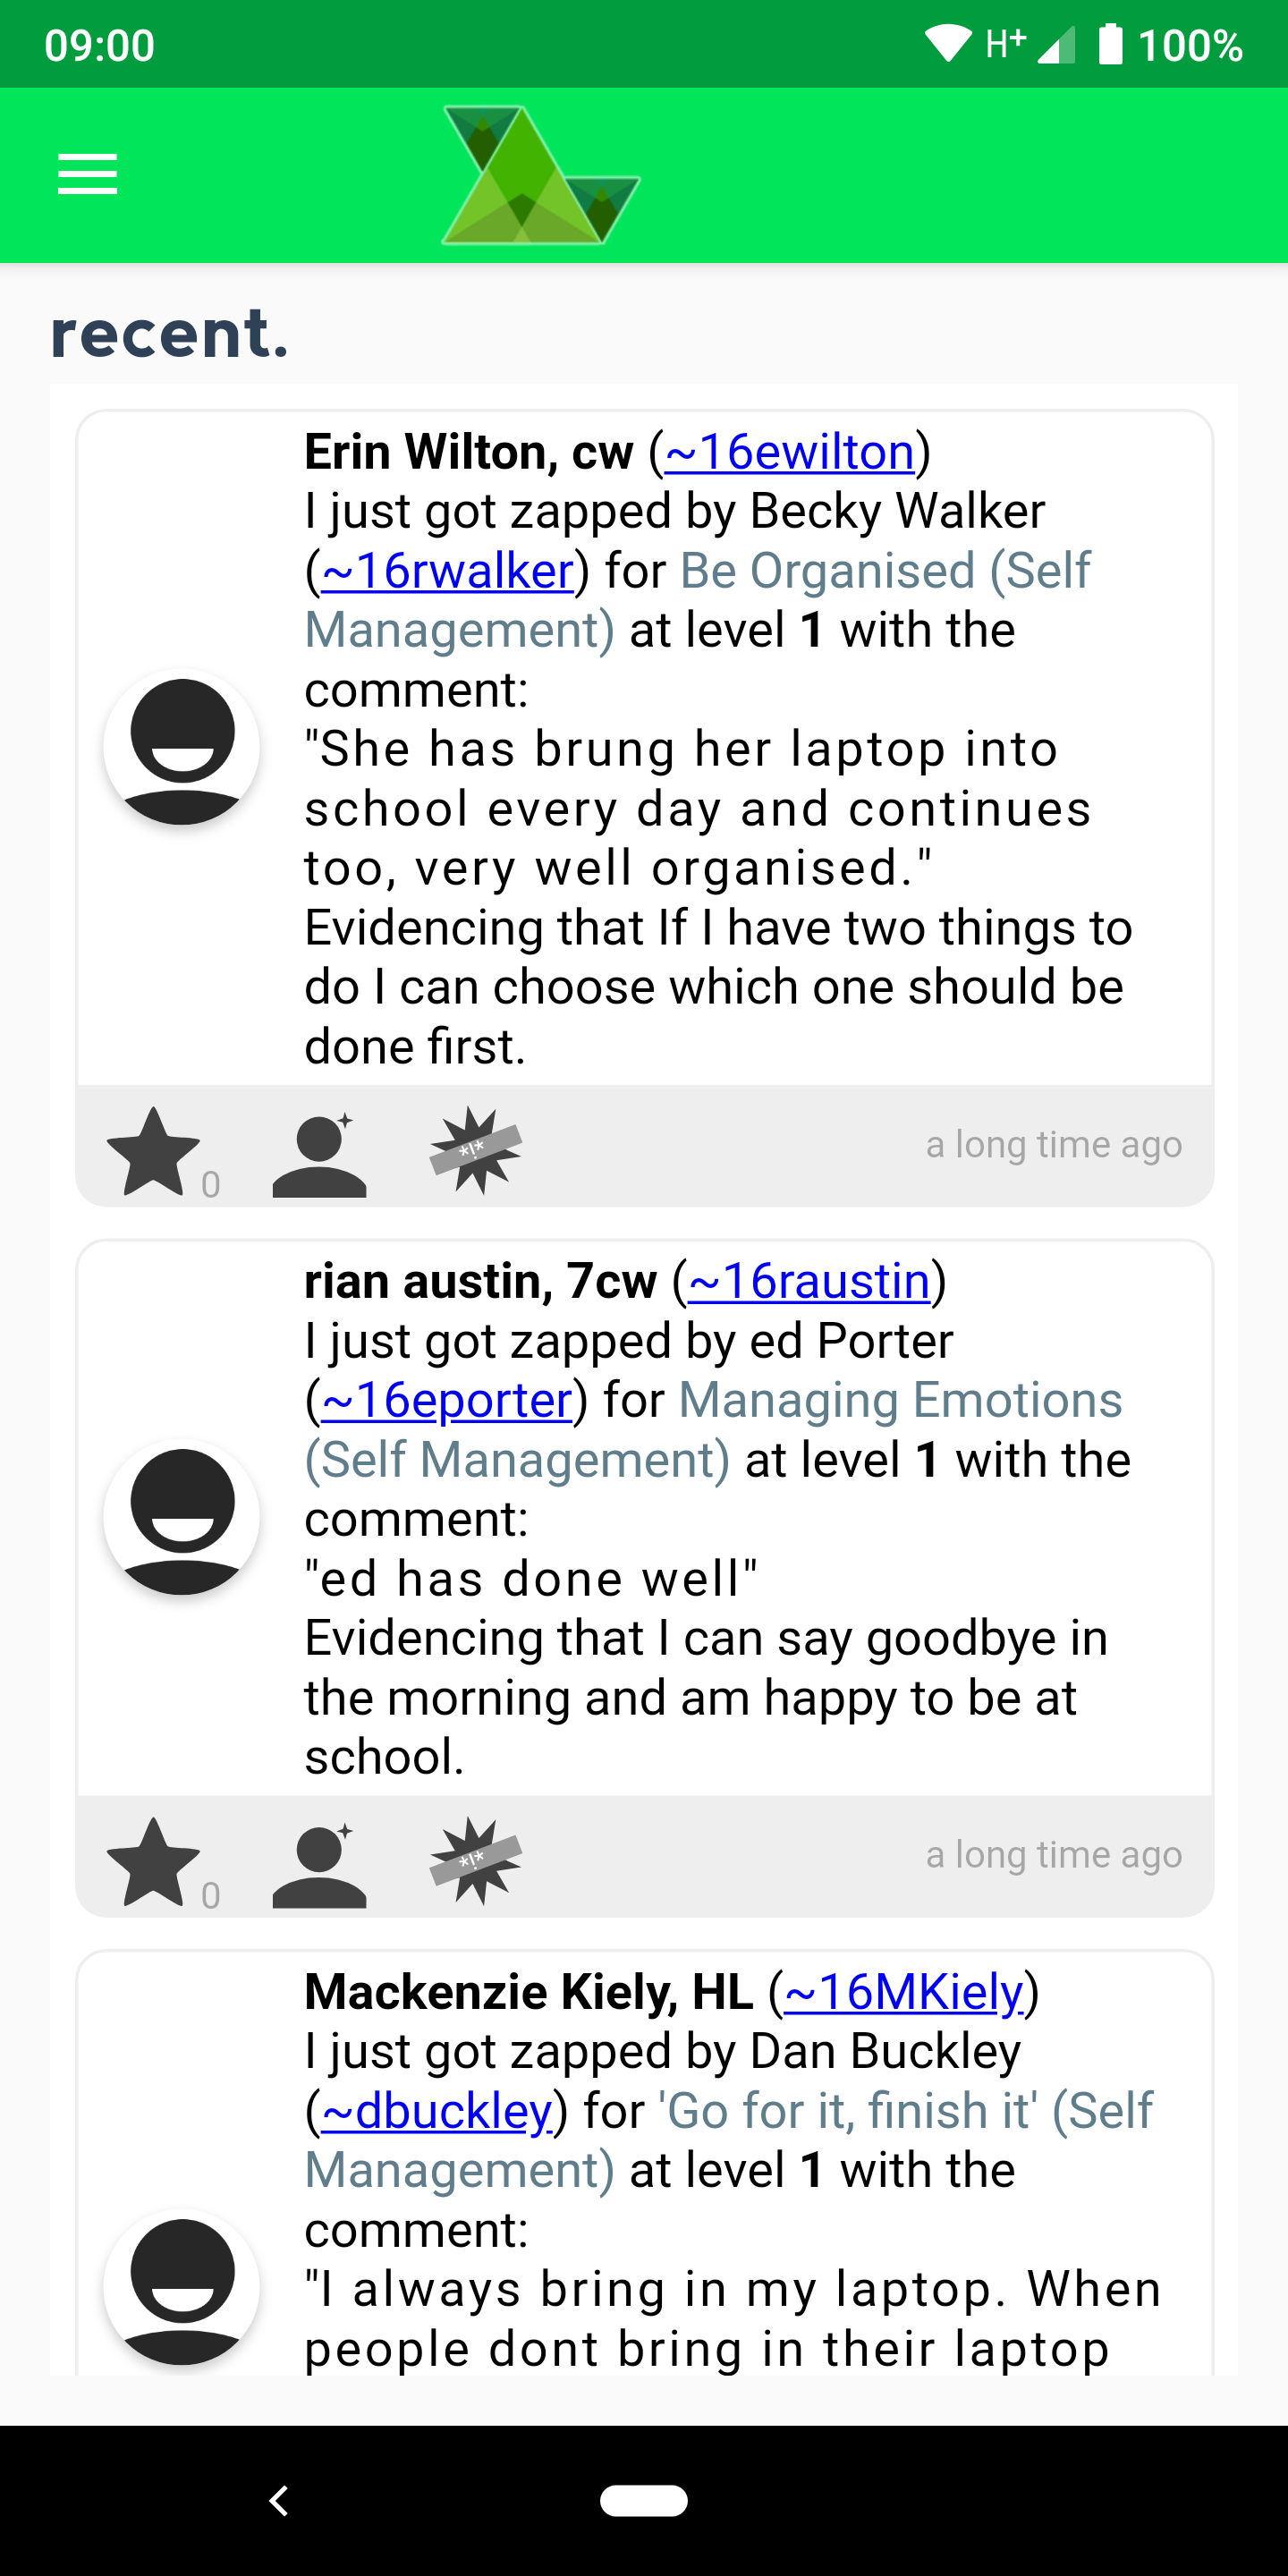 09:00
H+
100%
recent.
Erin Wilton, cw (~16ewilton)
I just got zapped by Becky Walker
(~16rwalker) for Be Organised (Self
Management) at level 1 with the
comment:
"She has brung her laptop into
school every day and continues
too, very well organised."
Evidencing that If I have two things to
do I can choose which one should be
done first.
0
*!*
a long time ago
rian austin, 7cw (~16raustin)
I just got zapped by ed Porter
(~16eporter) for Managing Emotions
(Self Management) at level 1 with the
comment:
"ed has done well"
Evidencing that I can say goodbye in
the morning and am happy to be at
school.
0
*!*
a long time ago
Mackenzie Kiely, HL (~16MKiely)
I just got zapped by Dan Buckley
(~dbuckley) for 'Go for it, finish it' (Self
Management) at level 1 with the
comment:
"I always bring in my laptop. When
people dont bring in their laptop